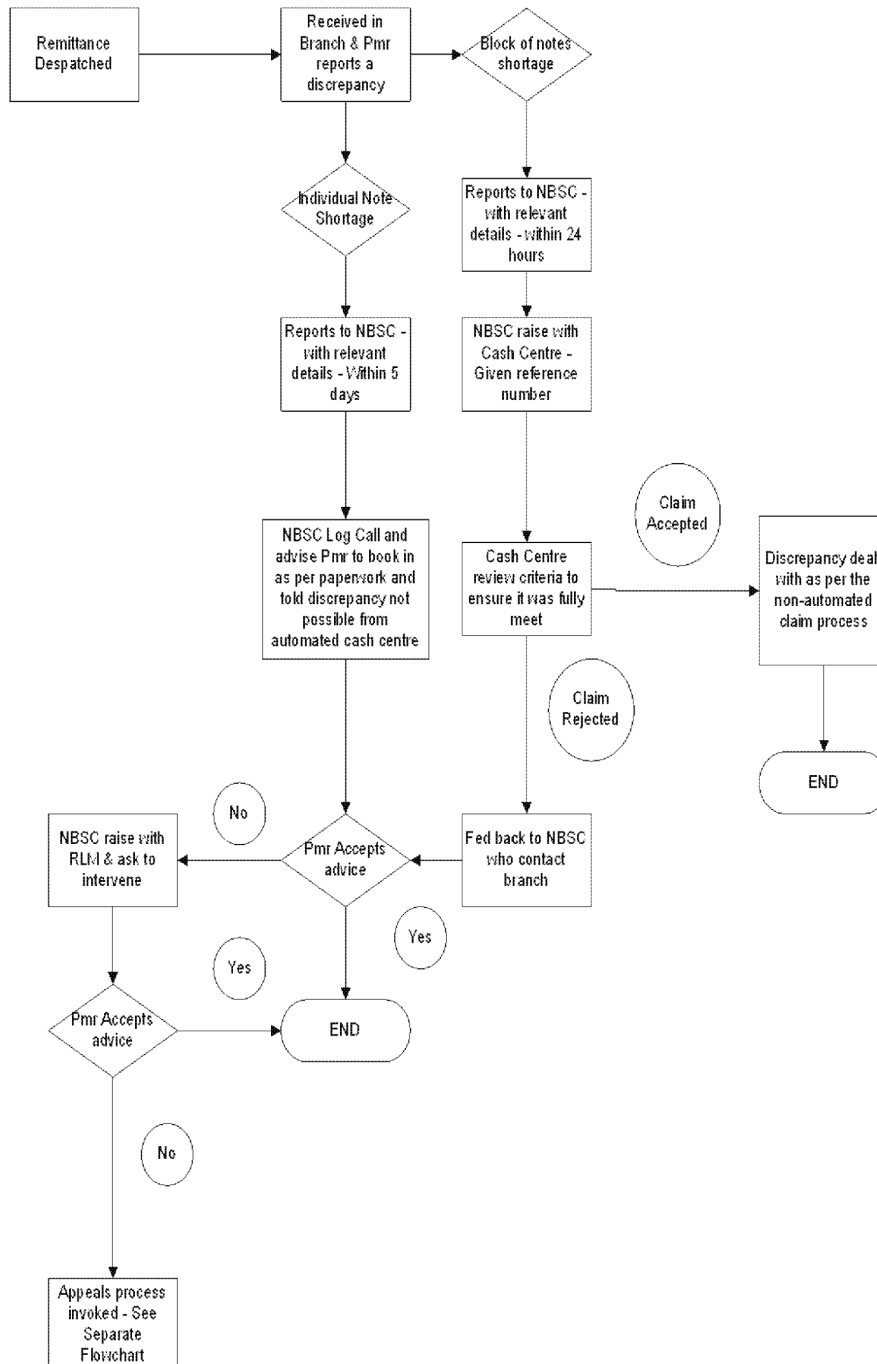 Remittance
Despatched
Received in
Branch & Pmr
reports a
discrepancy
Block of notes
shortage
Individual Note
Shortage
Reports to NBSC -
with relevant
details - within 24
hours
Reports to NBSC -
with relevant
details - Within 5
days
NBSC raise with
Cash Centre -
Given reference
number
Claim
Accepted
NBSC Log Call and
advise Pmr to book in
as per paperwork and
told discrepancy not
possible from
automated cash centre
Cash Centre
review criteria to
ensure it was fully
meet
Discrepancy dealt
with as per the
non-automated
claim process
Claim
Rejected
END
No
NBSC raise with
RLM & ask to
intervene
Pmr Accepts
advice
Fed back to NBSC
who contact
branch
Yes
Yes
Pmr Accepts
advice
END
No
Appeals process
invoked - See
Separate
Flowchart